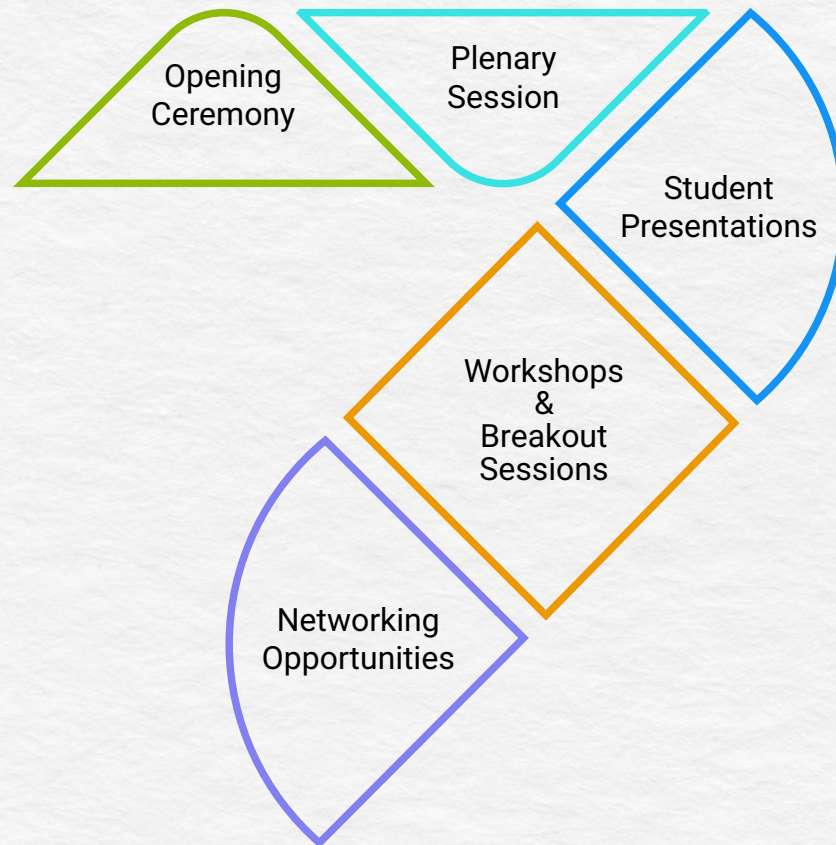 Opening
Ceremony
Plenary
Session
Student
Presentations
Workshops
&
Breakout
Sessions
Networking
Opportunities